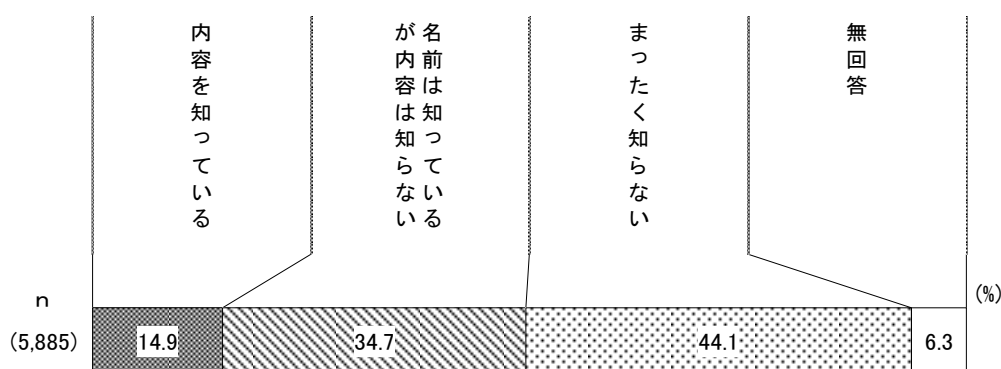 内容を知っている
名前は知っている
が内容は知らない
まったく知らない
無回答
(%)
n
(5,885)
14.9
34.7
44.1
6.3